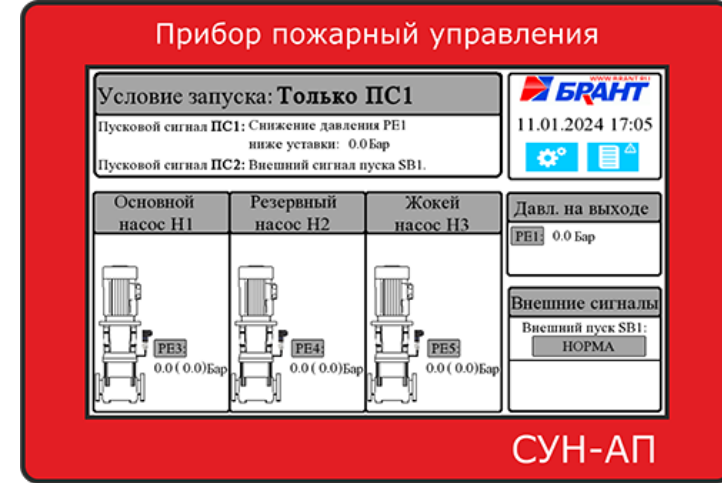 Прибор пожарный управления
Условие запуска: Только ПС1
Пусковой сигнал ПС1: Снижение давления PE1
ниже уставки: 0.0 Бар
Пусковой сигнал ПС2: Внешний сигнал пуска SB1.
WWW.BRANT.RU
БРАНТ
11.01.2024 17:05
Основной
насос Н1
Резервный
насос Н2
Жокей
насос Н3
PE3:
0.0 ( 0.0)Бар
PE4:
0.0 ( 0.0)Бар
PE5:
0.0 ( 0.0)Бар
Давл. на выходе
PE1: 0.0 Бар
Внешние сигналы
Внешний пуск SB1:
НОРМА
СУН-АП